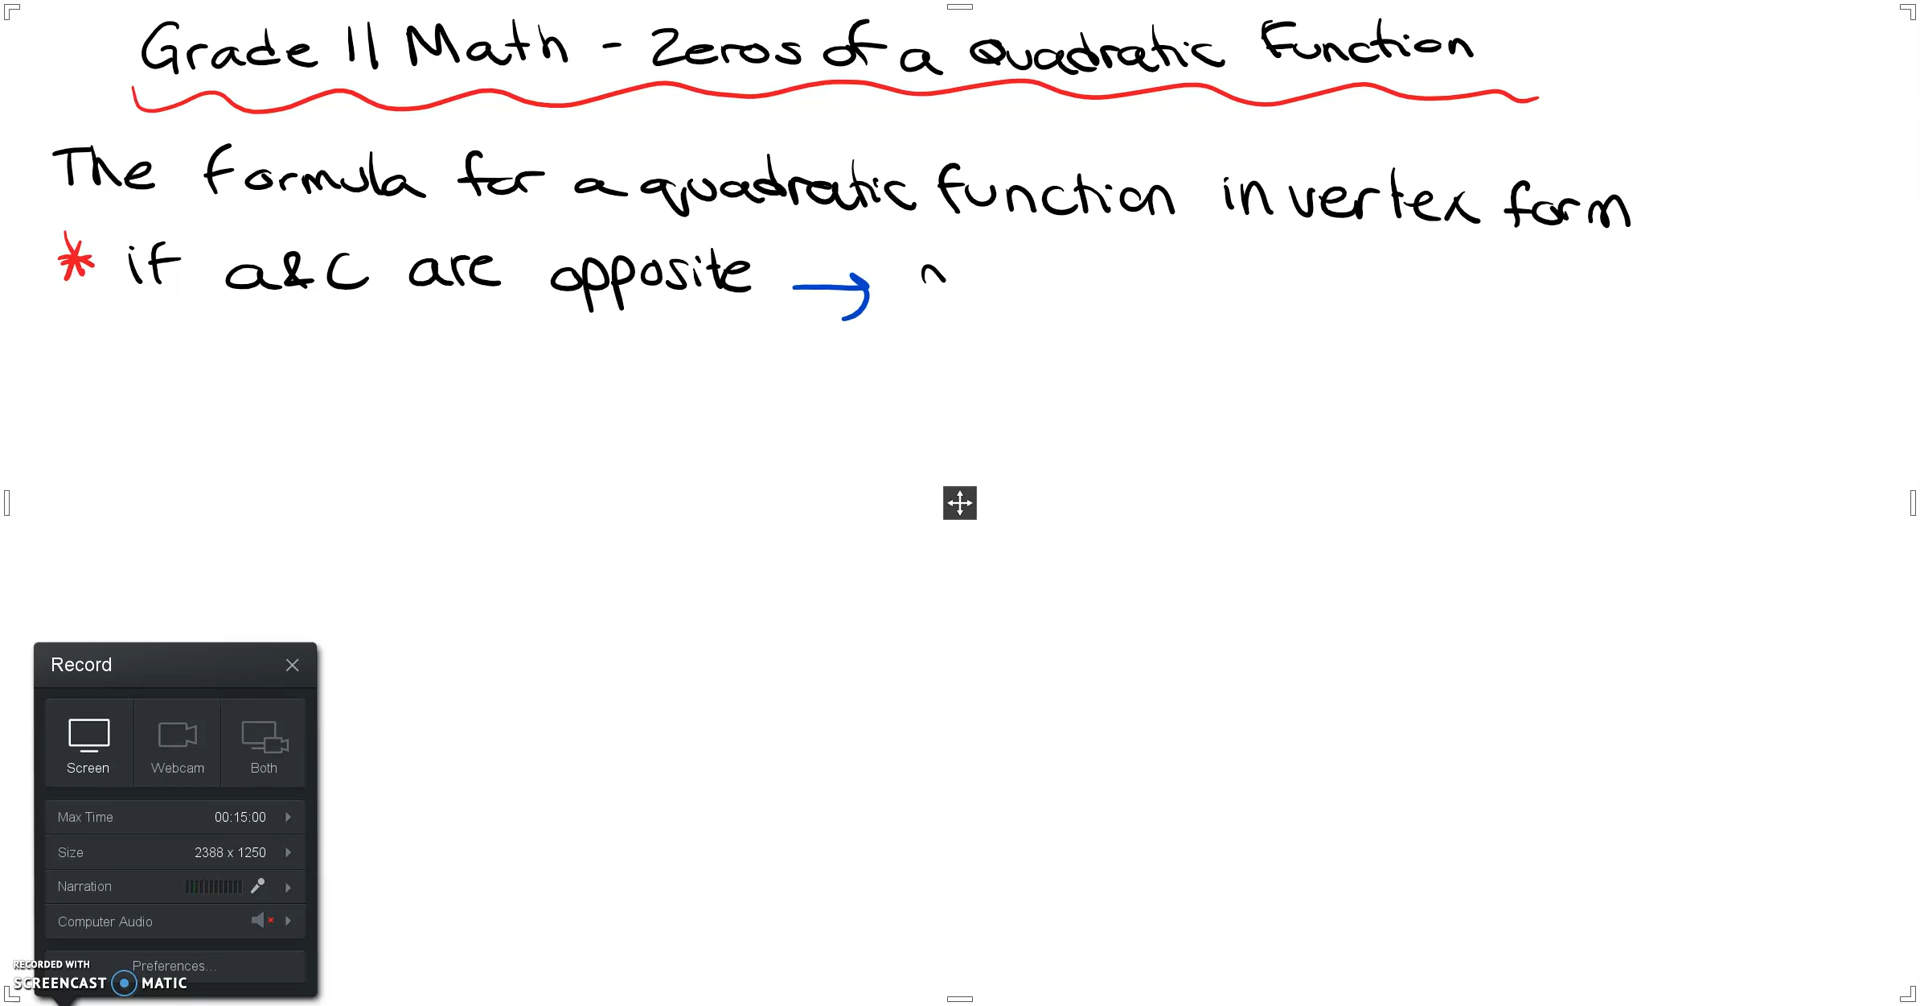 Grade 11 Math - Zeros of a Quadratic Function
The formula for a quadratic function in vertex form
* if a&c are opposite →
Record
Screen Webcam Both
Max Time 00:15:00
Size 2388 x 1250
Narration
Computer Audio
Preferences...
RECORDED WITH
SCREENCAST MATIC